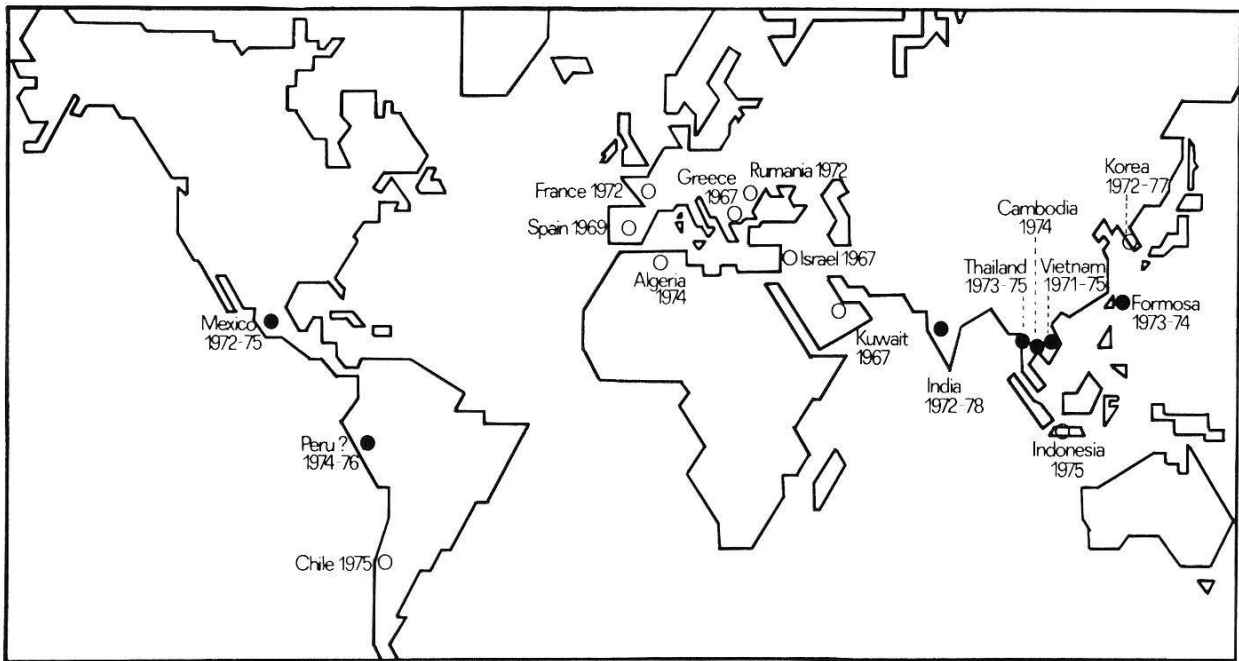 France 1972
Spain 1969
Greece
1967
Rumania 1972
Algeria
1974
Israel 1967
Kuwait
1967
Korea
1972-77
Cambodia
1974
Thailand
1973-75
Vietnam
1971-75
Formosa
1973-74
Mexico
1972-75
India
1972-78
Peru ?
1974-76
Indonesia
1975
Chile 1975